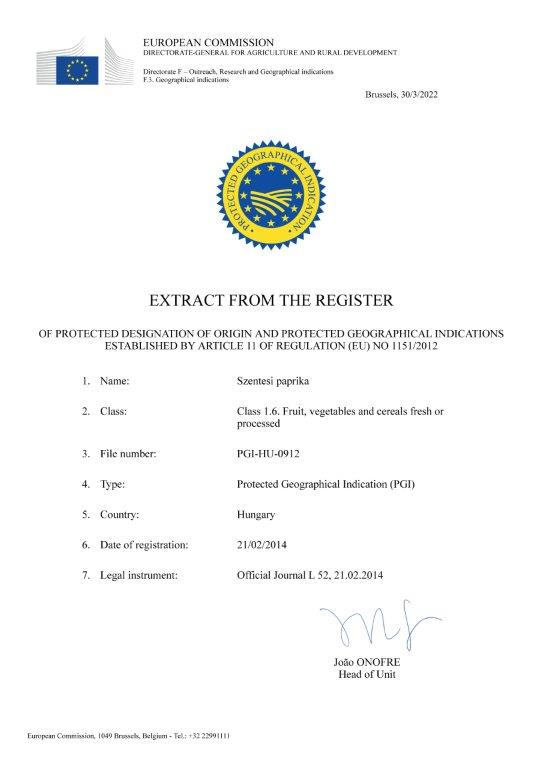 EUROPEAN COMMISSION
DIRECTORATE-GENERAL FOR AGRICULTURE AND RURAL DEVELOPMENT
Directorate F – Outreach, Research and Geographical indications
F.3. Geographical indications
Brussels, 30/3/2022
PROTECTED GEOGRAPHICAL INDICATION
EXTRACT FROM THE REGISTER
OF PROTECTED DESIGNATION OF ORIGIN AND PROTECTED GEOGRAPHICAL INDICATIONS
ESTABLISHED BY ARTICLE 11 OF REGULATION (EU) NO 1151/2012
1. Name: Szentesi paprika
2. Class: Class 1.6. Fruit, vegetables and cereals fresh or
processed
3. File number: PGI-HU-0912
4. Type: Protected Geographical Indication (PGI)
5. Country: Hungary
6. Date of registration: 21/02/2014
7. Legal instrument: Official Journal L 52, 21.02.2014
João ONOFRE
Head of Unit
European Commission, 1049 Brussels, Belgium - Tel.: +32 22991111